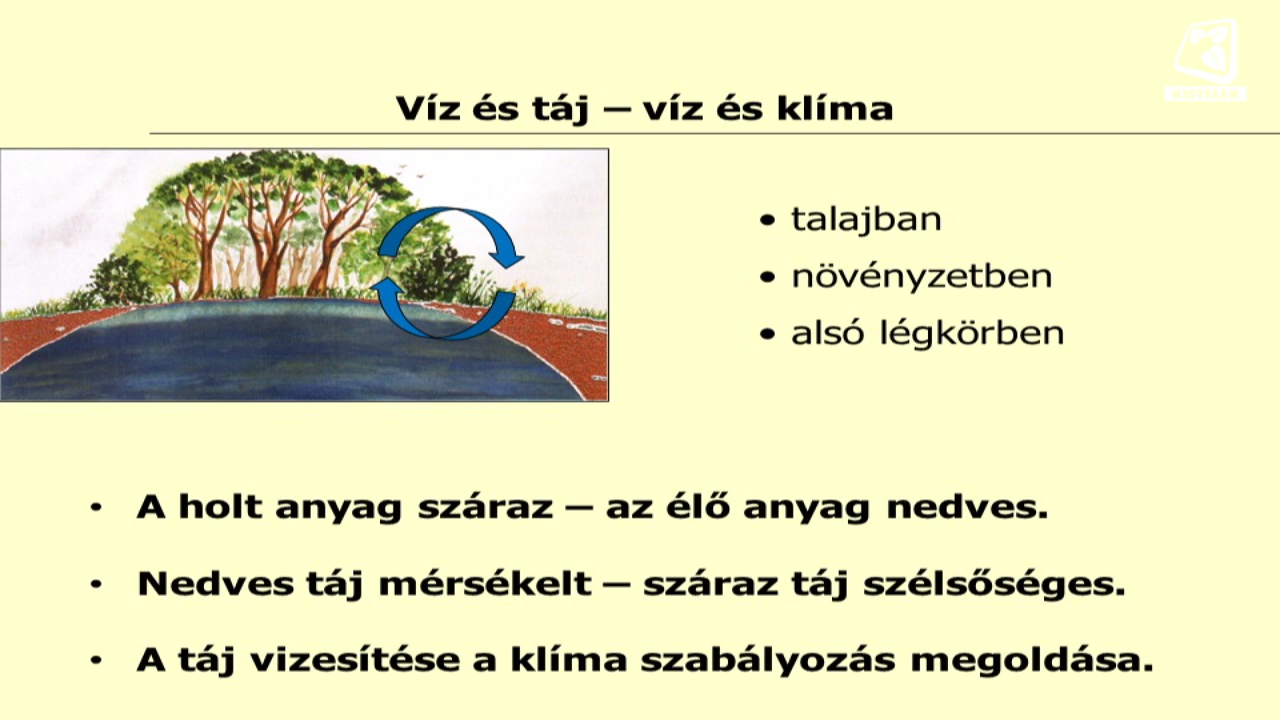 Víz és táj – víz és klíma
• talajban
• növényzetben
• alsó légkörben
• A holt anyag száraz – az élő anyag nedves.
• Nedves táj mérsékelt – száraz táj szélsőséges.
• A táj vizesítése a klíma szabályozás megoldása.